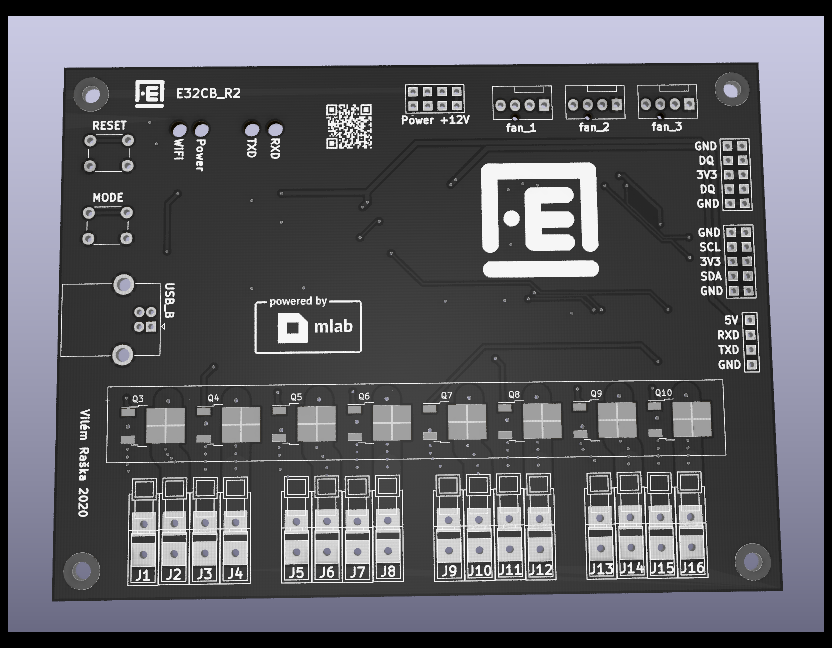 E32CB_R2
RESET
WIFI
Power
TXD
RXD
Power +12V
fan_1
fan_2
fan_3
MODE
GND
DQ
3V3
DQ
GND
GND
SCL
3V3
SDA
GND
5V
RXD
TXD
GND
USB_B
powered by
mlab
Q3 Q4 Q5 Q6 Q7 Q8 Q9 Q10
Vilém Raška 2020
J1 J2 J3 J4 J5 J6 J7 J8 J9 J10 J11 J12 J13 J14 J15 J16